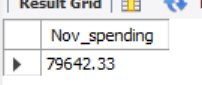 Result Grid
Nov_spending
79642.33